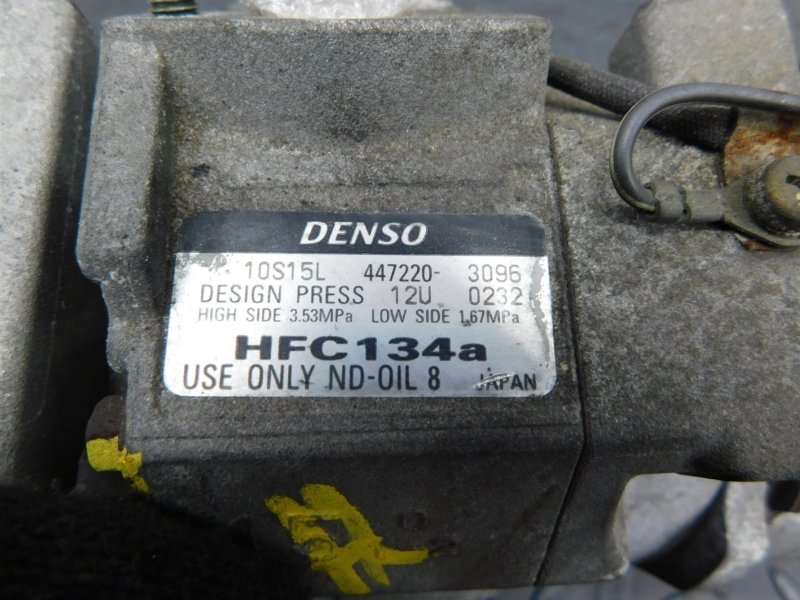 DENSO
10S15L 447220- 3096
DESIGN PRESS 12U 0232
HIGH SIDE 3.53MPa LOW SIDE 1.67MPa
HFC134a
USE ONLY ND-OIL 8 JAPAN